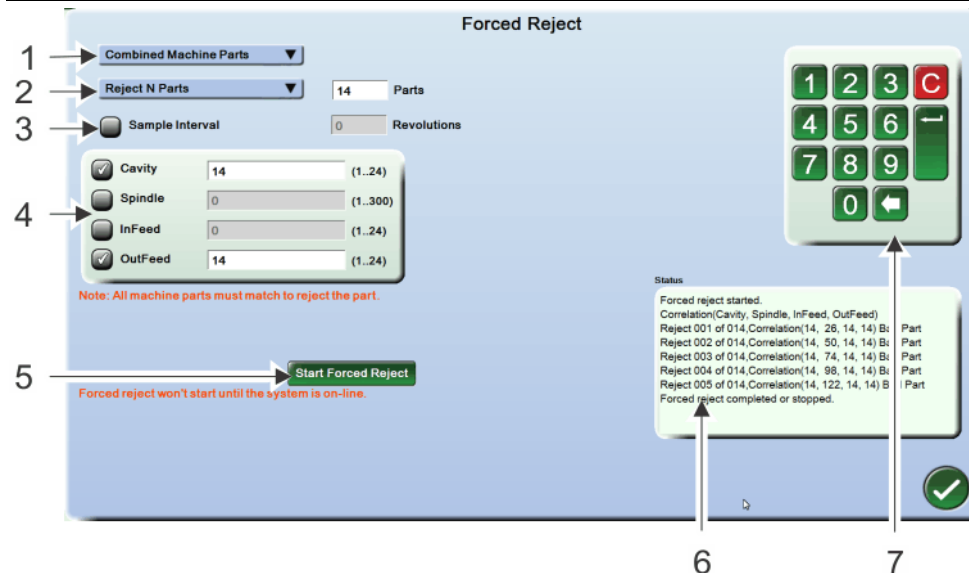 Forced Reject
1
Combined Machine Parts
2
Reject N Parts
14
Parts
3
Sample Interval
0
Revolutions
4
Cavity
14
(1..24)
Spindle
0
(1..300)
InFeed
0
(1..24)
OutFeed
14
(1..24)
Note: All machine parts must match to reject the part.
5
Start Forced Reject
Forced reject won't start until the system is on-line.
1 2 3 C
4 5 6
7 8 9
0
Status
Forced reject started.
Correlation(Cavity, Spindle, InFeed, OutFeed)
Reject 001 of 014,Correlation(14, 26, 14, 14) Ba Part
Reject 002 of 014,Correlation(14, 50, 14, 14) Ba Part
Reject 003 of 014,Correlation(14, 74, 14, 14) Ba Part
Reject 004 of 014,Correlation(14, 98, 14, 14) Ba Part
Reject 005 of 014,Correlation(14, 122, 14, 14) B Part
Forced reject completed or stopped.
6
7